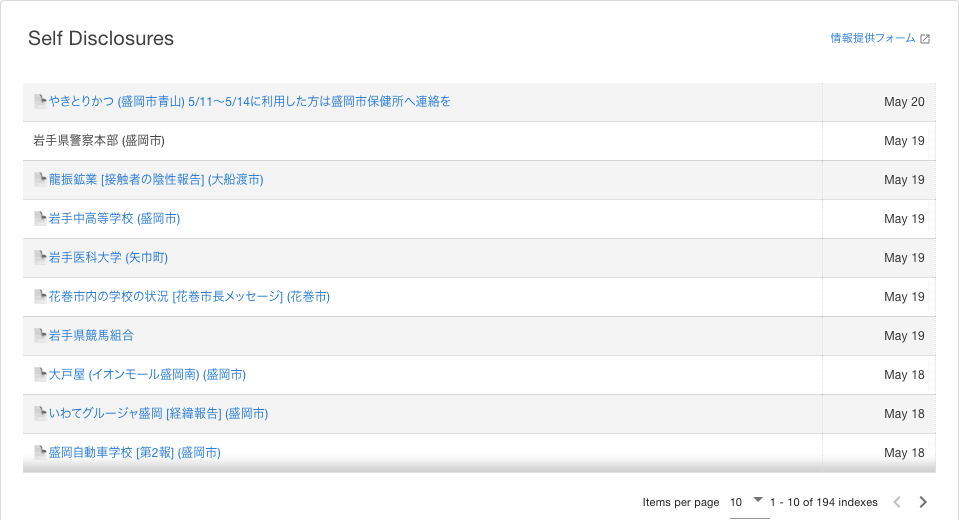 Self Disclosures
情報提供フォーム
やきとりかつ (盛岡市青山) 5/11〜5/14に利用した方は盛岡市保健所へ連絡を May 20
岩手県警察本部 (盛岡市) May 19
龍振鉱業 [接触者の陰性報告] (大船渡市) May 19
岩手中高等学校 (盛岡市) May 19
岩手医科大学 (矢巾町) May 19
花巻市内の学校の状況 [花巻市長メッセージ] (花巻市) May 19
岩手県競馬組合 May 19
大戸屋 (イオンモール盛岡南) (盛岡市) May 18
いわてグルージャ盛岡 [経緯報告] (盛岡市) May 18
盛岡自動車学校 [第2報] (盛岡市) May 18
Items per page 10 1 - 10 of 194 indexes